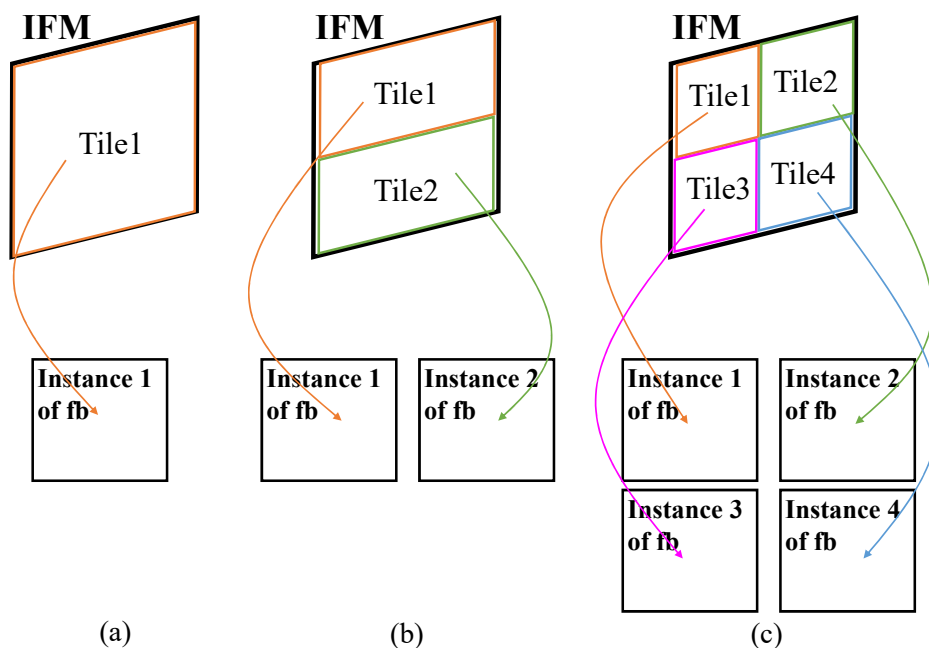 IFM
Tile1
Instance 1
of fb
(a)
IFM
Tile1
Tile2
Instance 1
of fb
Instance 2
of fb
(b)
IFM
Tile1
Tile2
Tile3
Tile4
Instance 1
of fb
Instance 2
of fb
Instance 3
of fb
Instance 4
of fb
(c)